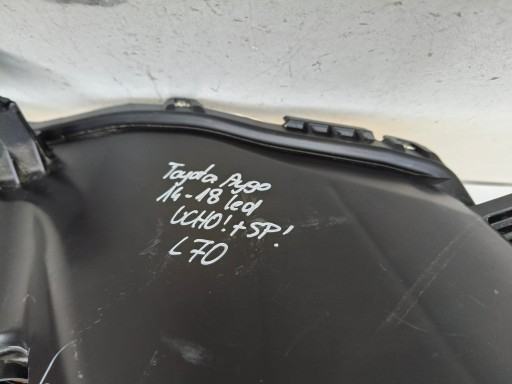 Toyota Aygo
14-18 led
UCHO!+SP!
L70